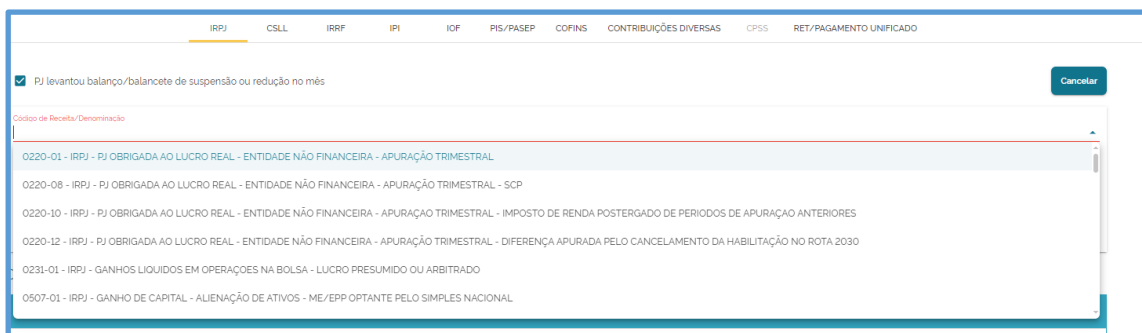 IRPJ CSLL IRRF IPI IOF PIS/PASEP COFINS CONTRIBUIÇÕES DIVERSAS CPSS RET/PAGAMENTO UNIFICADO
PJ levantou balanço/balancete de suspensão ou redução no mês Cancelar
Código de Receita/Denominação
0220-01 - IRPJ - PJ OBRIGADA AO LUCRO REAL - ENTIDADE NÃO FINANCEIRA - APURAÇÃO TRIMESTRAL
0220-08 - IRPJ - PJ OBRIGADA AO LUCRO REAL - ENTIDADE NÃO FINANCEIRA - APURAÇÃO TRIMESTRAL - SCP
0220-10 - IRPJ - PJ OBRIGADA AO LUCRO REAL - ENTIDADE NÃO FINANCEIRA - APURAÇAO TRIMESTRAL - IMPOSTO DE RENDA POSTERGADO DE PERIODOS DE APURAÇAO ANTERIORES
0220-12 - IRPJ - PJ OBRIGADA AO LUCRO REAL - ENTIDADE NÃO FINANCEIRA - APURAÇÃO TRIMESTRAL - DIFERENÇA APURADA PELO CANCELAMENTO DA HABILITAÇÃO NO ROTA 2030
0231-01 - IRPJ - GANHOS LIQUIDOS EM OPERAÇOES NA BOLSA - LUCRO PRESUMIDO OU ARBITRADO
0507-01 - IRPJ - GANHO DE CAPITAL - ALIENAÇÃO DE ATIVOS - ME/EPP OPTANTE PELO SIMPLES NACIONAL